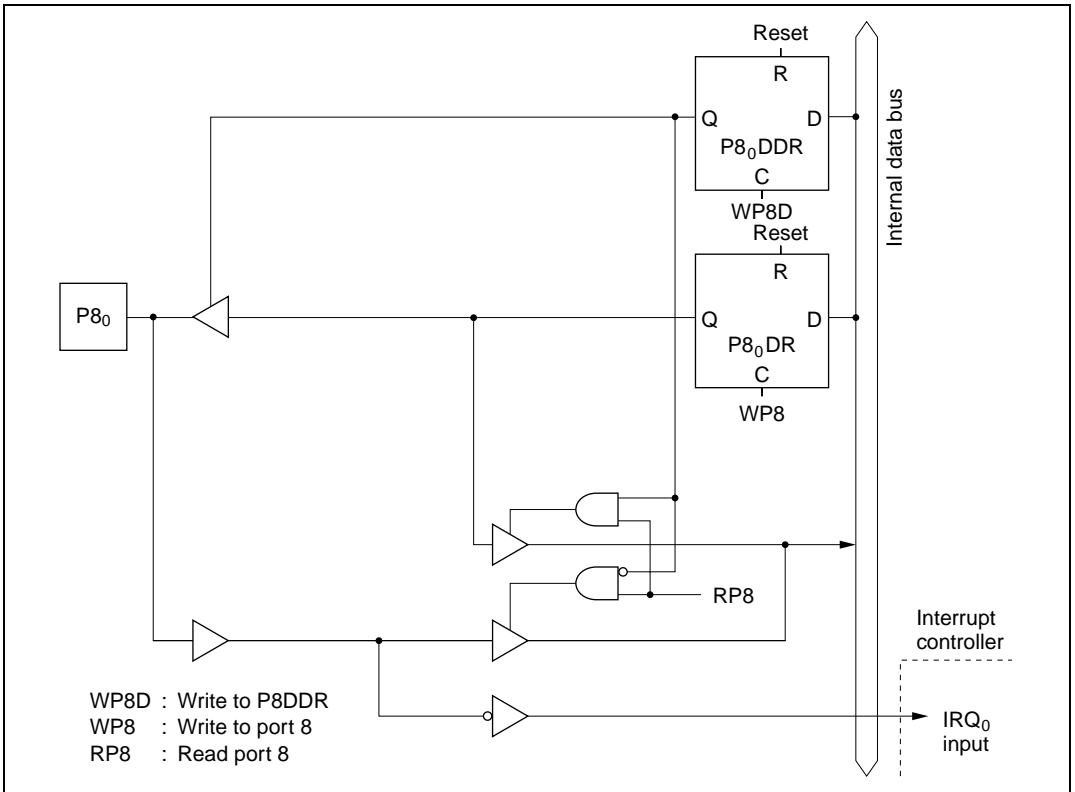 Reset
R
Q
D
P8₀DDR
C
WP8D
Reset
R
Q
D
P8₀DR
C
WP8
Internal data bus
P8₀
RP8
Interrupt
controller
IRQ₀
input
WP8D : Write to P8DDR
WP8 : Write to port 8
RP8 : Read port 8